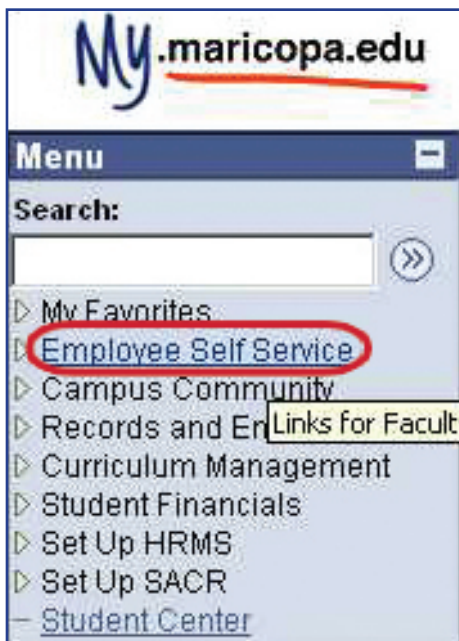 My.maricopa.edu
Menu
Search:
My Favorites
Employee Self Service
Campus Community
Records and En
Links for Facult
Curriculum Management
Student Financials
Set Up HRMS
Set Up SACR
Student Center